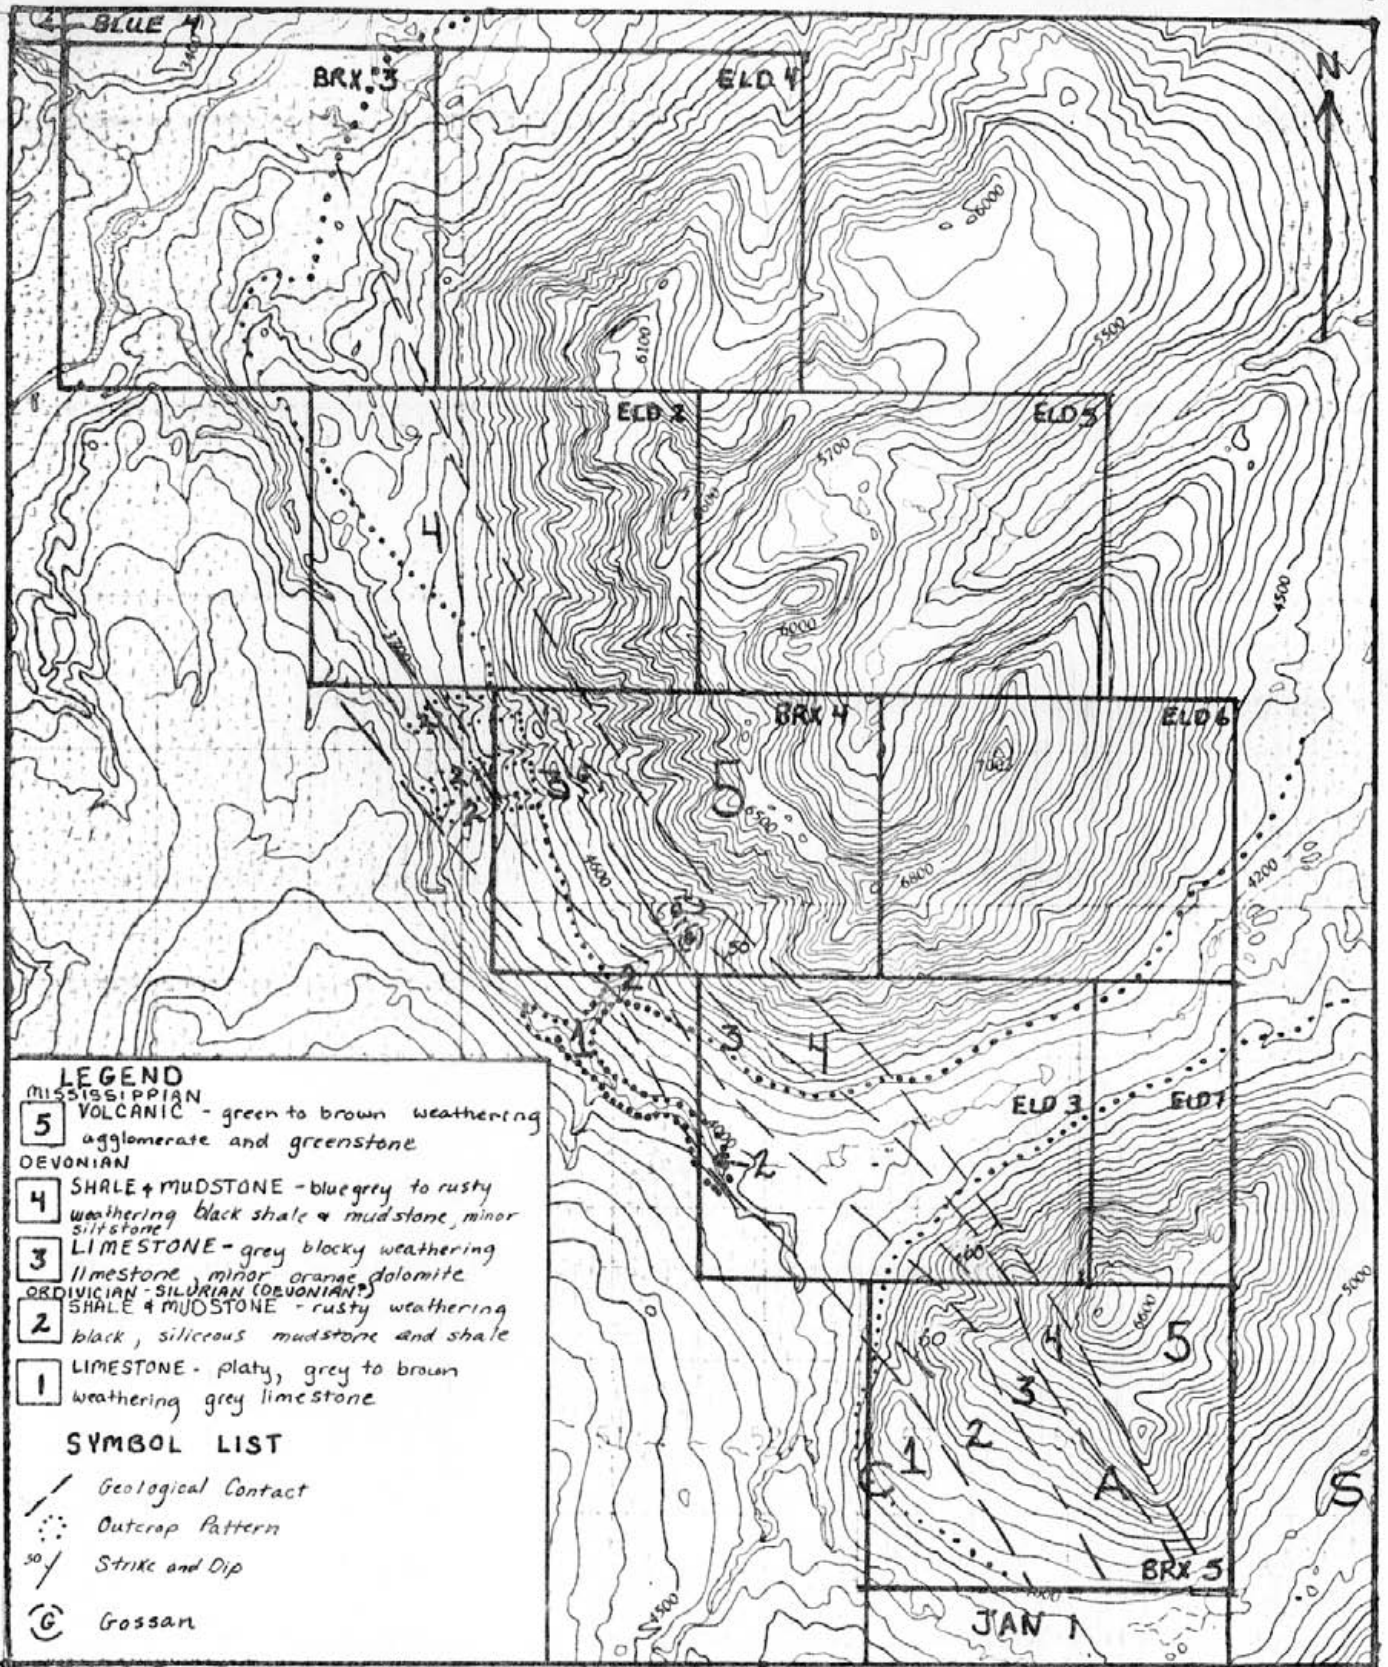 BLUE 4
BRX 3
ELD 4
N
6000
6100
5500
ELD 2
ELD 5
5700
4
6000
4500
3700
BRX 4
ELD 6
2
3
5
7000
2
6500
4600
6800
4200
50
2
1
3
4
ELD 3
ELD 7
2
5000
6600
50
4
5
3
2
1
C
A
S
BRX 5
4500
JAN 1
LEGEND
MISSISSIPPIAN
5 VOLCANIC - green to brown weathering
agglomerate and greenstone
DEVONIAN
4 SHALE & MUDSTONE - blue grey to rusty
weathering black shale & mudstone, minor
siltstone
3 LIMESTONE - grey blocky weathering
limestone, minor orange dolomite
ORDIVICIAN - SILURIAN (DEVONIAN?)
2 SHALE & MUDSTONE - rusty weathering
black, siliceous mudstone and shale
1 LIMESTONE - platy, grey to brown
weathering grey limestone
SYMBOL LIST
Geological Contact
Outcrop Pattern
50 Strike and Dip
G Gossan